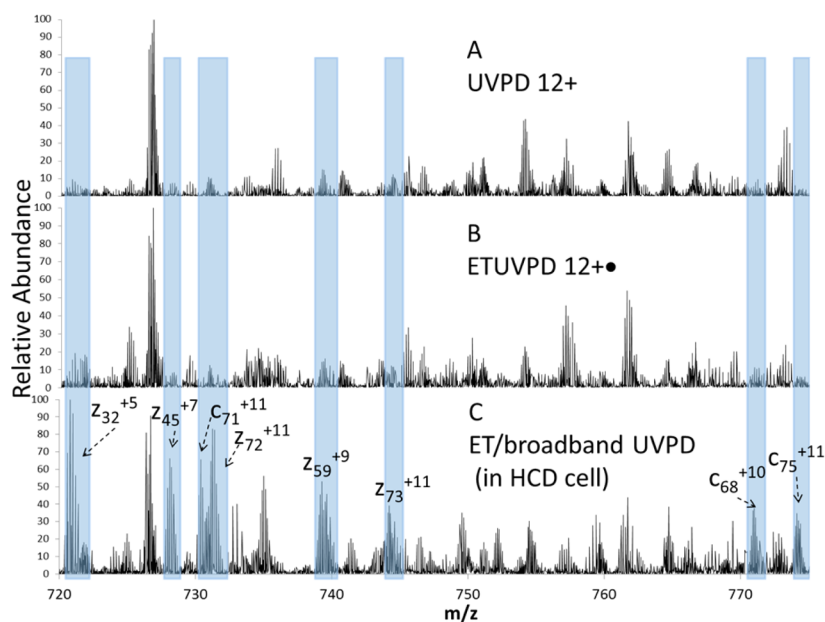 Relative Abundance
100
90
80
70
60
50
40
30
20
10
0
A
UVPD 12+
100
90
80
70
60
50
40
30
20
10
0
B
ETUVPD 12+●
100
90
80
70
60
50
40
30
20
10
0
C
ET/broadband UVPD
(in HCD cell)
z32+5
z45+7
c71+11
z72+11
z59+9
z73+11
c68+10
c75+11
720 730 740 750 760 770
m/z